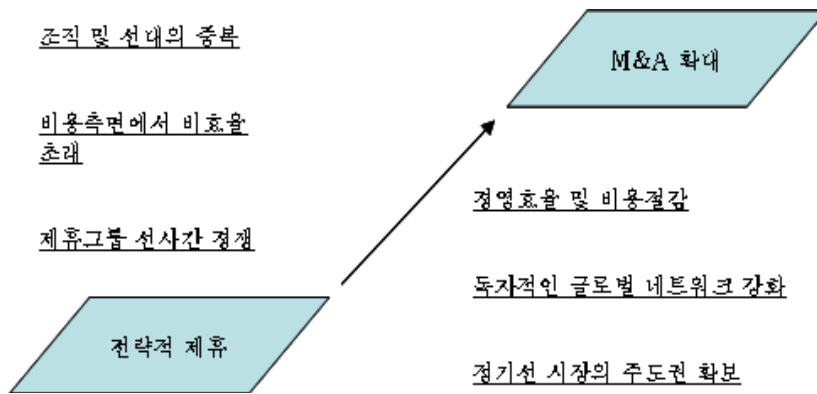 조직 및 선대의 중복
비용측면에서 비효율
초래
제휴그룹 선사간 경쟁
전략적 제휴
M&A 확대
경영효율 및 비용절감
독자적인 글로벌 네트워크 강화
정기선 시장의 주도권 확보